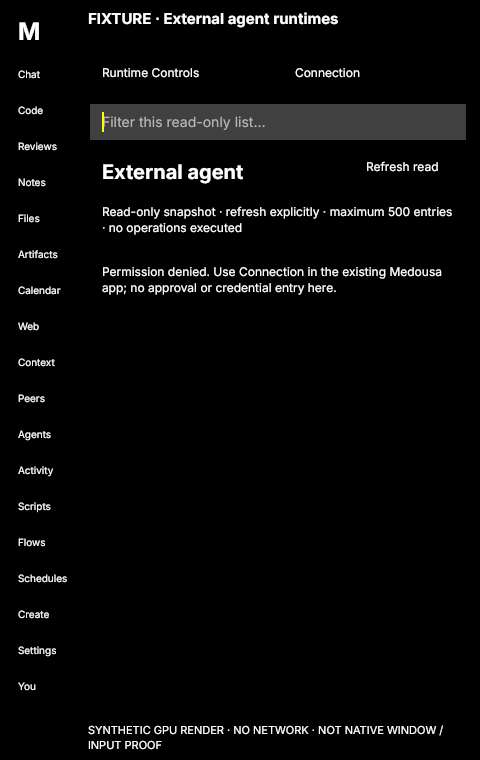 M
FIXTURE · External agent runtimes
Chat
Code
Reviews
Notes
Files
Artifacts
Calendar
Web
Context
Peers
Agents
Activity
Scripts
Flows
Schedules
Create
Settings
You
Runtime Controls
Connection
Filter this read-only list...
External agent
Refresh read
Read-only snapshot · refresh explicitly · maximum 500 entries
· no operations executed
Permission denied. Use Connection in the existing Medousa
app; no approval or credential entry here.
SYNTHETIC GPU RENDER · NO NETWORK · NOT NATIVE WINDOW /
INPUT PROOF